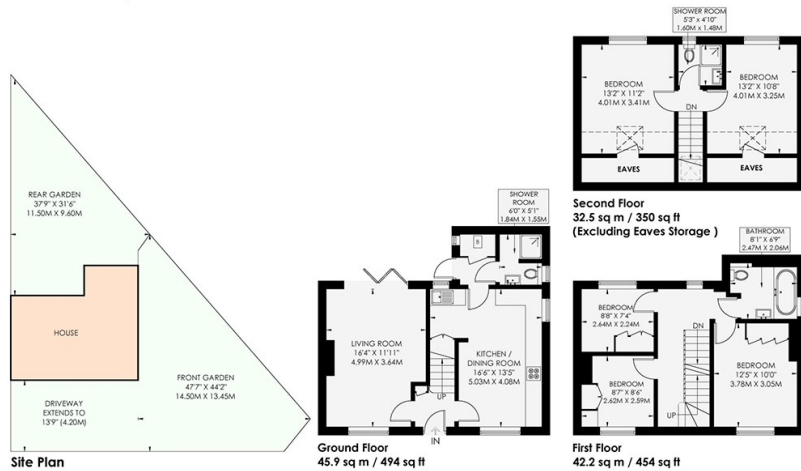 REAR GARDEN
37'9" X 31'6"
11.50M X 9.60M
HOUSE
FRONT GARDEN
47'7" X 44'2"
14.50M X 13.45M
DRIVEWAY
EXTENDS TO
13'9" (4.20M)
Site Plan
SHOWER
ROOM
6'0" X 5'1"
1.84M X 1.55M
B
LIVING ROOM
16'4" X 11'11"
4.99M X 3.64M
KITCHEN /
DINING ROOM
16'6" X 13'5"
5.03M X 4.08M
UP
IN
Ground Floor
45.9 sq m / 494 sq ft
SHOWER ROOM
5'3" X 4'10"
1.60M X 1.48M
BEDROOM
13'2" X 11'2"
4.01M X 3.41M
BEDROOM
13'2" X 10'8"
4.01M X 3.25M
DN
EAVES
EAVES
Second Floor
32.5 sq m / 350 sq ft
(Excluding Eaves Storage )
BATHROOM
8'1" X 6'9"
2.47M X 2.06M
BEDROOM
8'8" X 7'4"
2.64M X 2.24M
DN
BEDROOM
12'5" X 10'0"
3.78M X 3.05M
BEDROOM
8'7" X 8'6"
2.62M X 2.59M
UP
First Floor
42.2 sq m / 454 sq ft